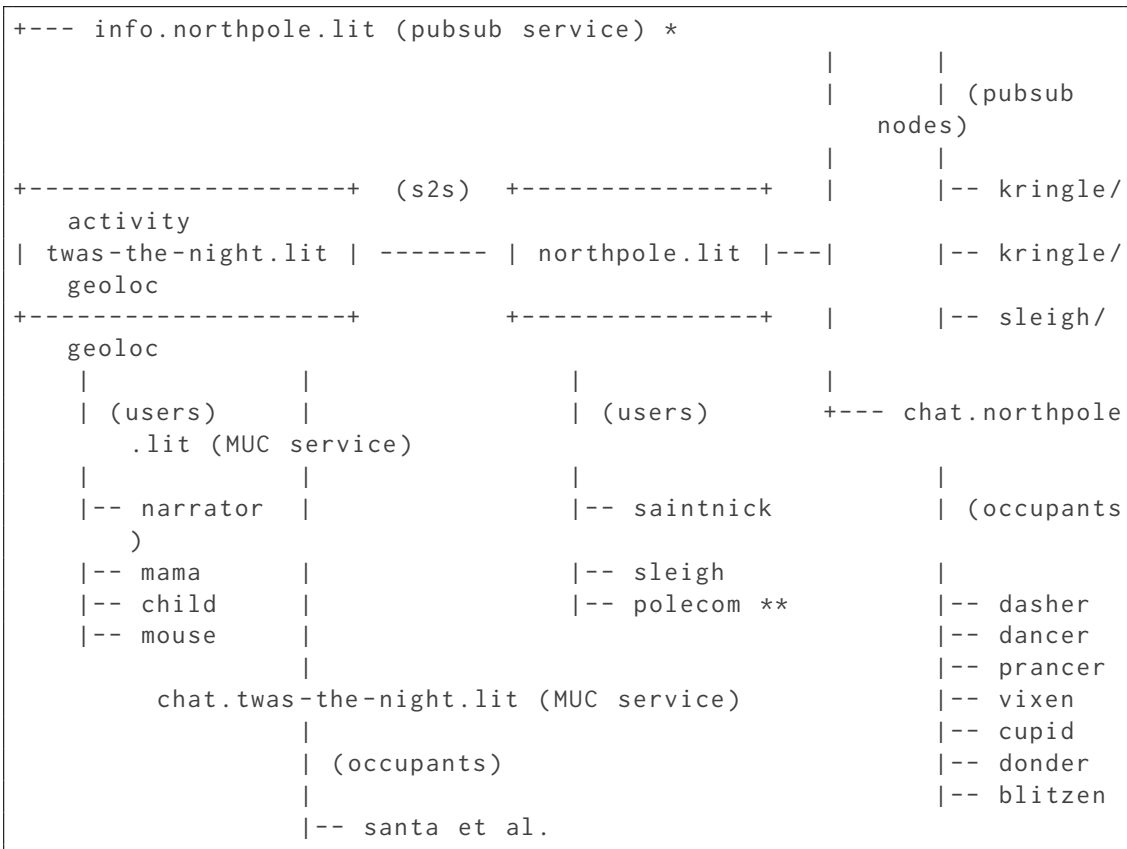 +--- info.northpole.lit (pubsub service) *
| |
| | (pubsub
nodes)
| |
+--------------------+ (s2s) +---------------+ | |-- kringle/
activity
| twas-the-night.lit | ------- | northpole.lit |---| |-- kringle/
geoloc
+--------------------+ +---------------+ | |-- sleigh/
geoloc
| | | |
| (users) | | (users) +--- chat.northpole
.lit (MUC service)
| | | |
|-- narrator | |-- saintnick | (occupants
)
|-- mama | |-- sleigh |
|-- child | |-- polecom ** |-- dasher
|-- mouse | |-- dancer
| |-- prancer
chat.twas-the-night.lit (MUC service) |-- vixen
| |-- cupid
| (occupants) |-- donder
| |-- blitzen
|-- santa et al.